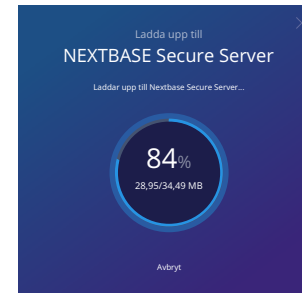 Ladda upp till
NEXTBASE Secure Server
Laddar upp till Nextbase Secure Server...
84%
28,95/34,49 MB
Avbryt